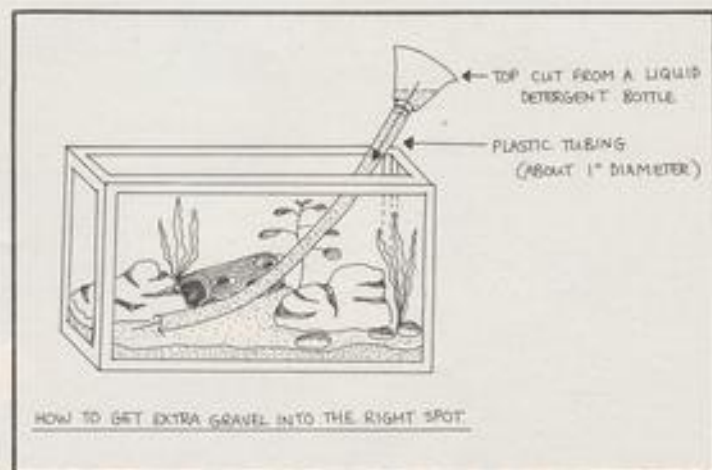 TOP CUT FROM A LIQUID
DETERGENT BOTTLE
PLASTIC TUBING
(ABOUT 1" DIAMETER)
HOW TO GET EXTRA GRAVEL INTO THE RIGHT SPOT.